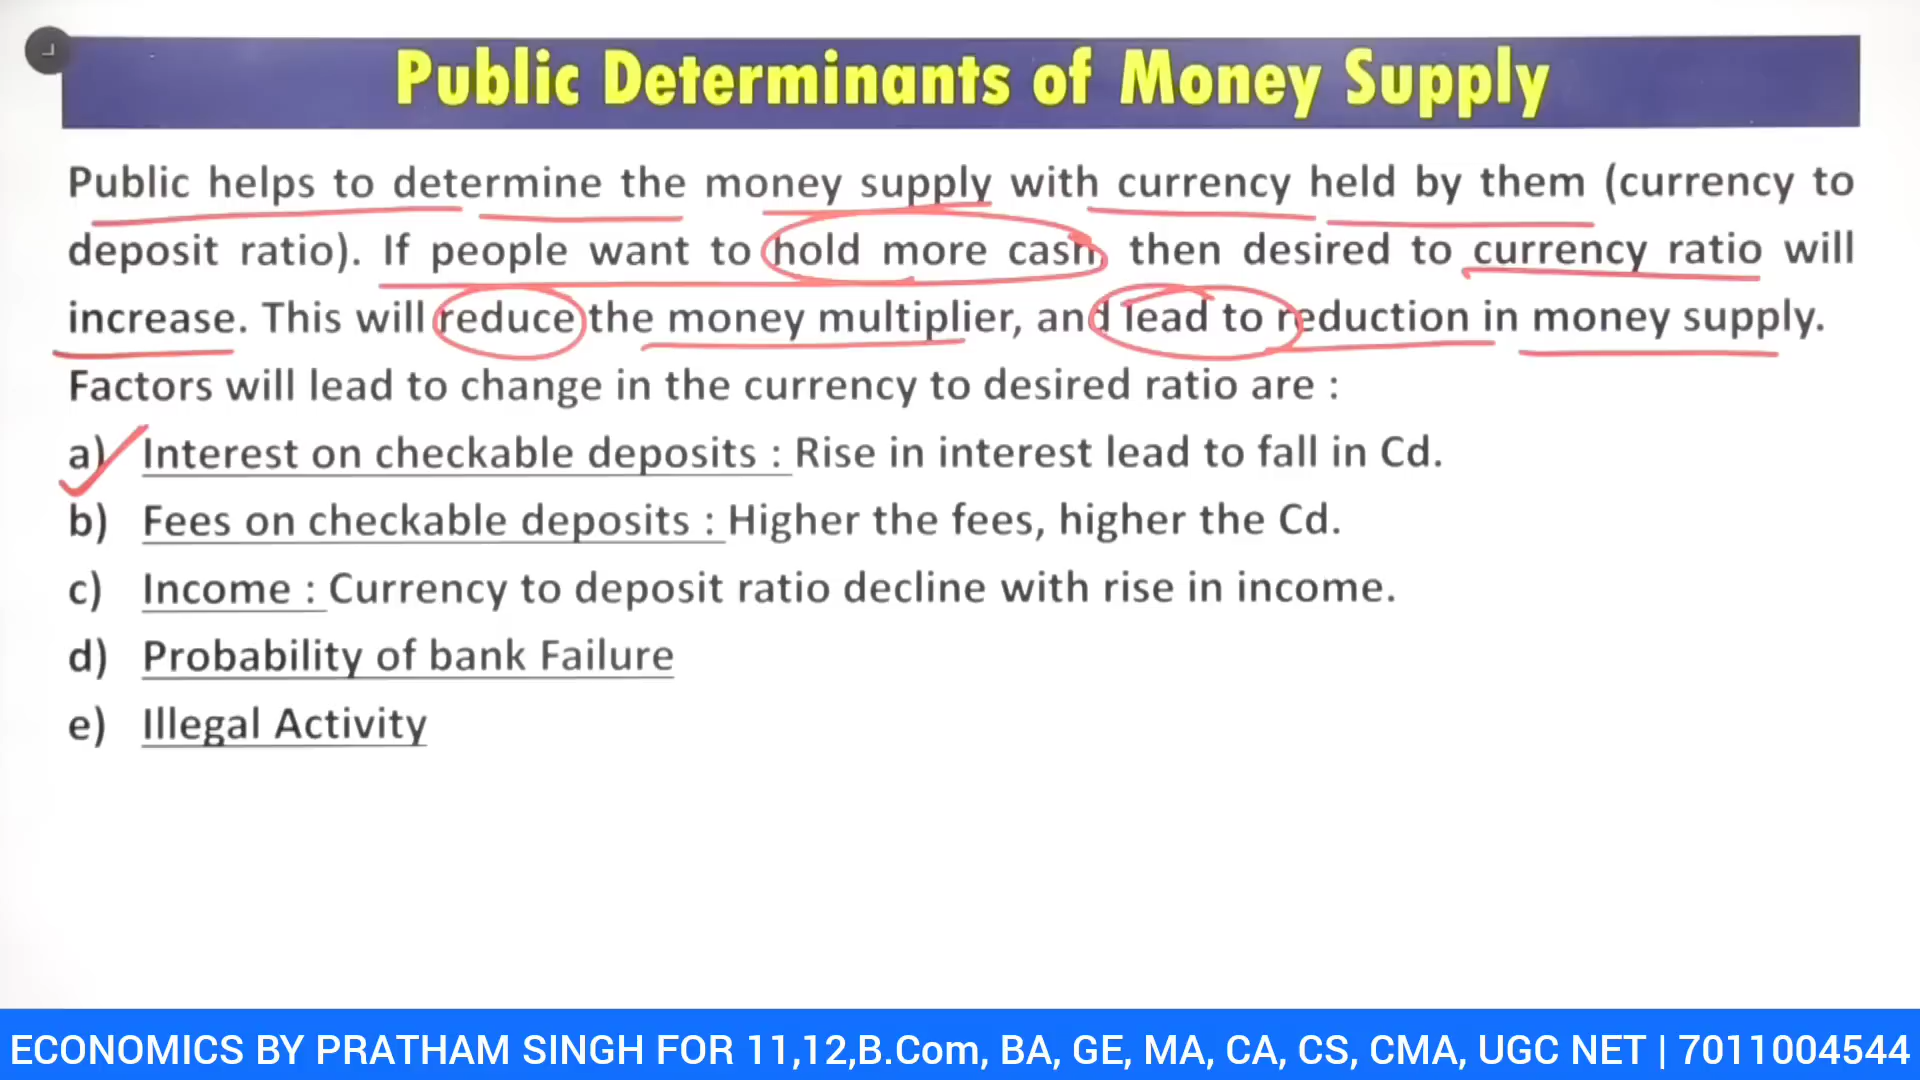 Public Determinants of Money Supply
Public helps to determine the money supply with currency held by them (currency to
deposit ratio). If people want to hold more cash then desired to currency ratio will
increase. This will reduce the money multiplier, and lead to reduction in money supply.
Factors will lead to change in the currency to desired ratio are :
a) Interest on checkable deposits : Rise in interest lead to fall in Cd.
b) Fees on checkable deposits : Higher the fees, higher the Cd.
c) Income : Currency to deposit ratio decline with rise in income.
d) Probability of bank Failure
e) Illegal Activity
ECONOMICS BY PRATHAM SINGH FOR 11,12,B.Com, BA, GE, MA, CA, CS, CMA, UGC NET | 7011004544